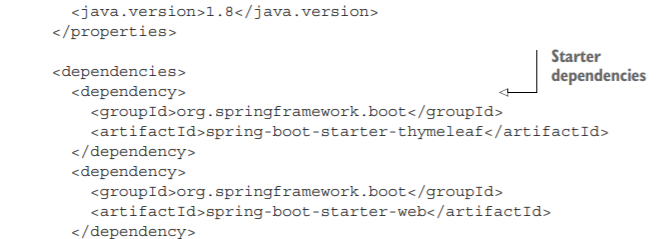 <java.version>1.8</java.version>
</properties>
<dependencies>
Starter
dependencies
<dependency>
<groupId>org.springframework.boot</groupId>
<artifactId>spring-boot-starter-thymeleaf</artifactId>
</dependency>
<dependency>
<groupId>org.springframework.boot</groupId>
<artifactId>spring-boot-starter-web</artifactId>
</dependency>